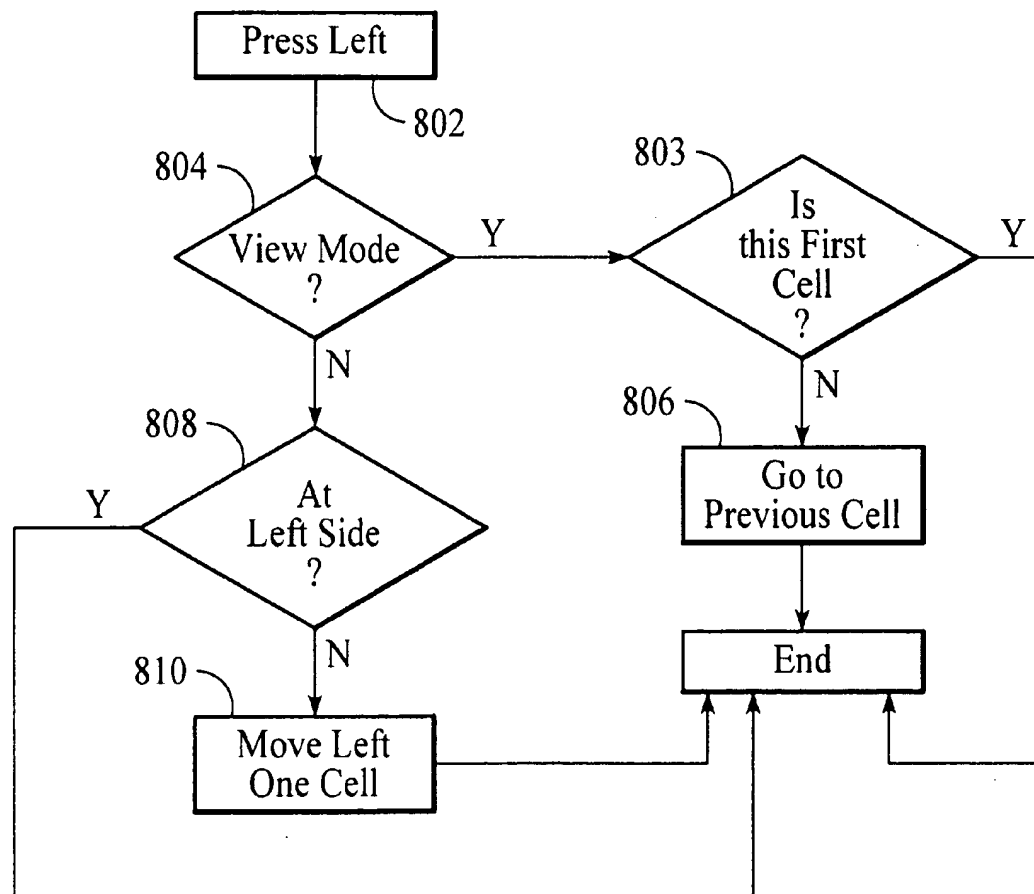 Press Left
802
804
803
View Mode
?
Y
Is
this First
Cell
?
Y
N
N
808
806
Y
At
Left Side
?
Go to
Previous Cell
N
End
810
Move Left
One Cell